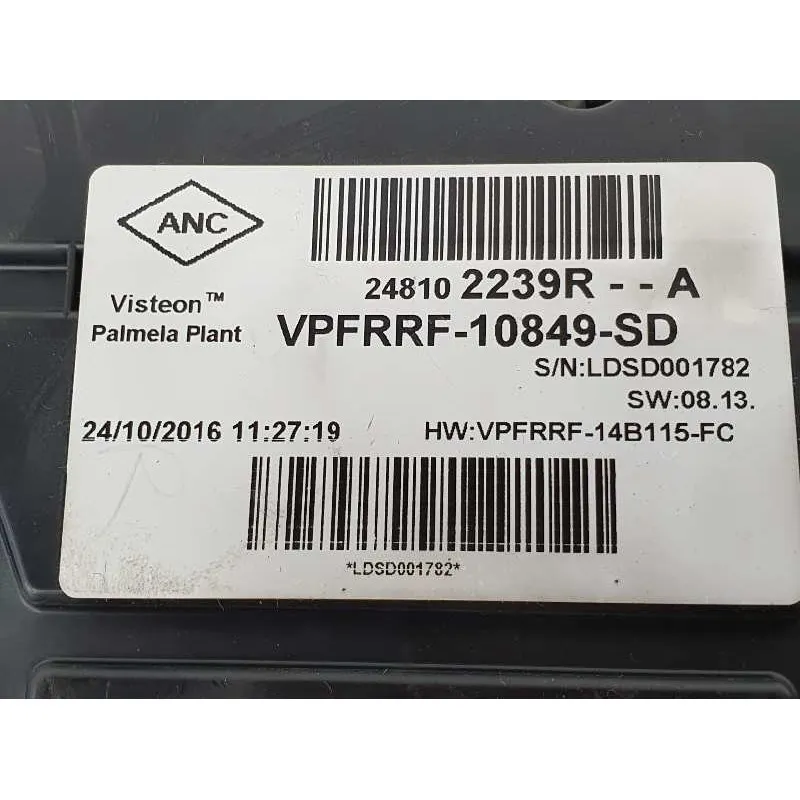 ANC
24810 2239R - - A
Visteon™
Palmela Plant
VPFRRF-10849-SD
S/N:LDSD001782
SW:08.13.
24/10/2016 11:27:19
HW:VPFRRF-14B115-FC
*LDSD001782*